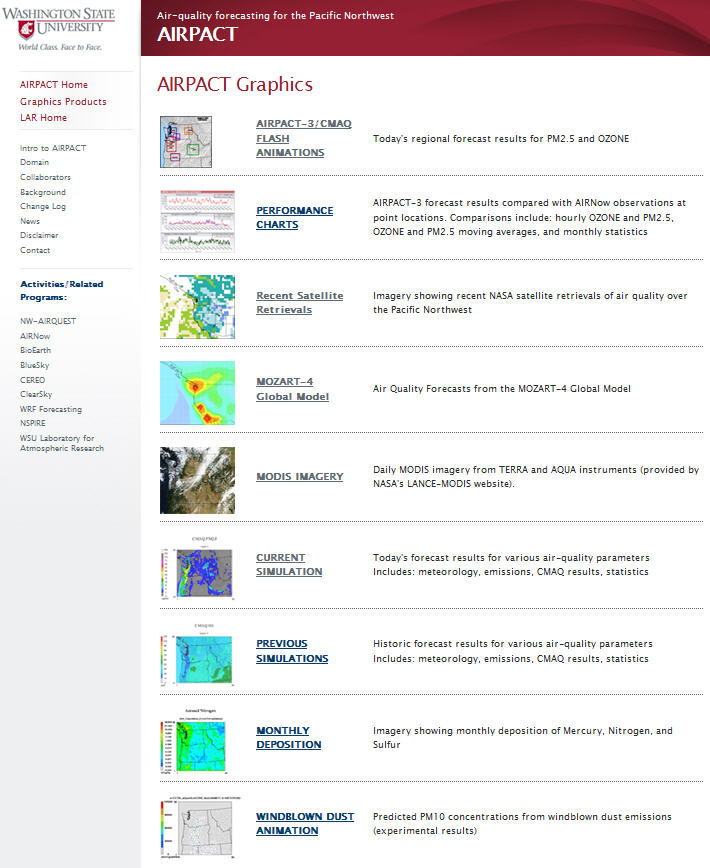 WASHINGTON STATE
UNIVERSITY
World Class. Face to Face.
Air-quality forecasting for the Pacific Northwest
AIRPACT
AIRPACT Home
Graphics Products
LAR Home
Intro to AIRPACT
Domain
Collaborators
Background
Change Log
News
Disclaimer
Contact
Activities/Related
Programs:
NW-AIRQUEST
AIRNow
BioEarth
BlueSky
CEREO
ClearSky
WRF Forecasting
NSPIRE
WSU Laboratory for
Atmospheric Research
AIRPACT Graphics
AIRPACT-3/CMAQ
FLASH
ANIMATIONS
Today's regional forecast results for PM2.5 and OZONE
PERFORMANCE
CHARTS
AIRPACT-3 forecast results compared with AIRNow observations at
point locations. Comparisons include: hourly OZONE and PM2.5,
OZONE and PM2.5 moving averages, and monthly statistics
Recent Satellite
Retrievals
Imagery showing recent NASA satellite retrievals of air quality over
the Pacific Northwest
MOZART-4
Global Model
Air Quality Forecasts from the MOZART-4 Global Model
MODIS IMAGERY
Daily MODIS imagery from TERRA and AQUA instruments (provided by
NASA's LANCE-MODIS website).
CURRENT
SIMULATION
Today's forecast results for various air-quality parameters
Includes: meteorology, emissions, CMAQ results, statistics
PREVIOUS
SIMULATIONS
Historic forecast results for various air-quality parameters
Includes: meteorology, emissions, CMAQ results, statistics
Aerosol Nitrogen
MONTHLY
DEPOSITION
Imagery showing monthly deposition of Mercury, Nitrogen, and
Sulfur
WINDBLOWN DUST
ANIMATION
Predicted PM10 concentrations from windblown dust emissions
(experimental results)